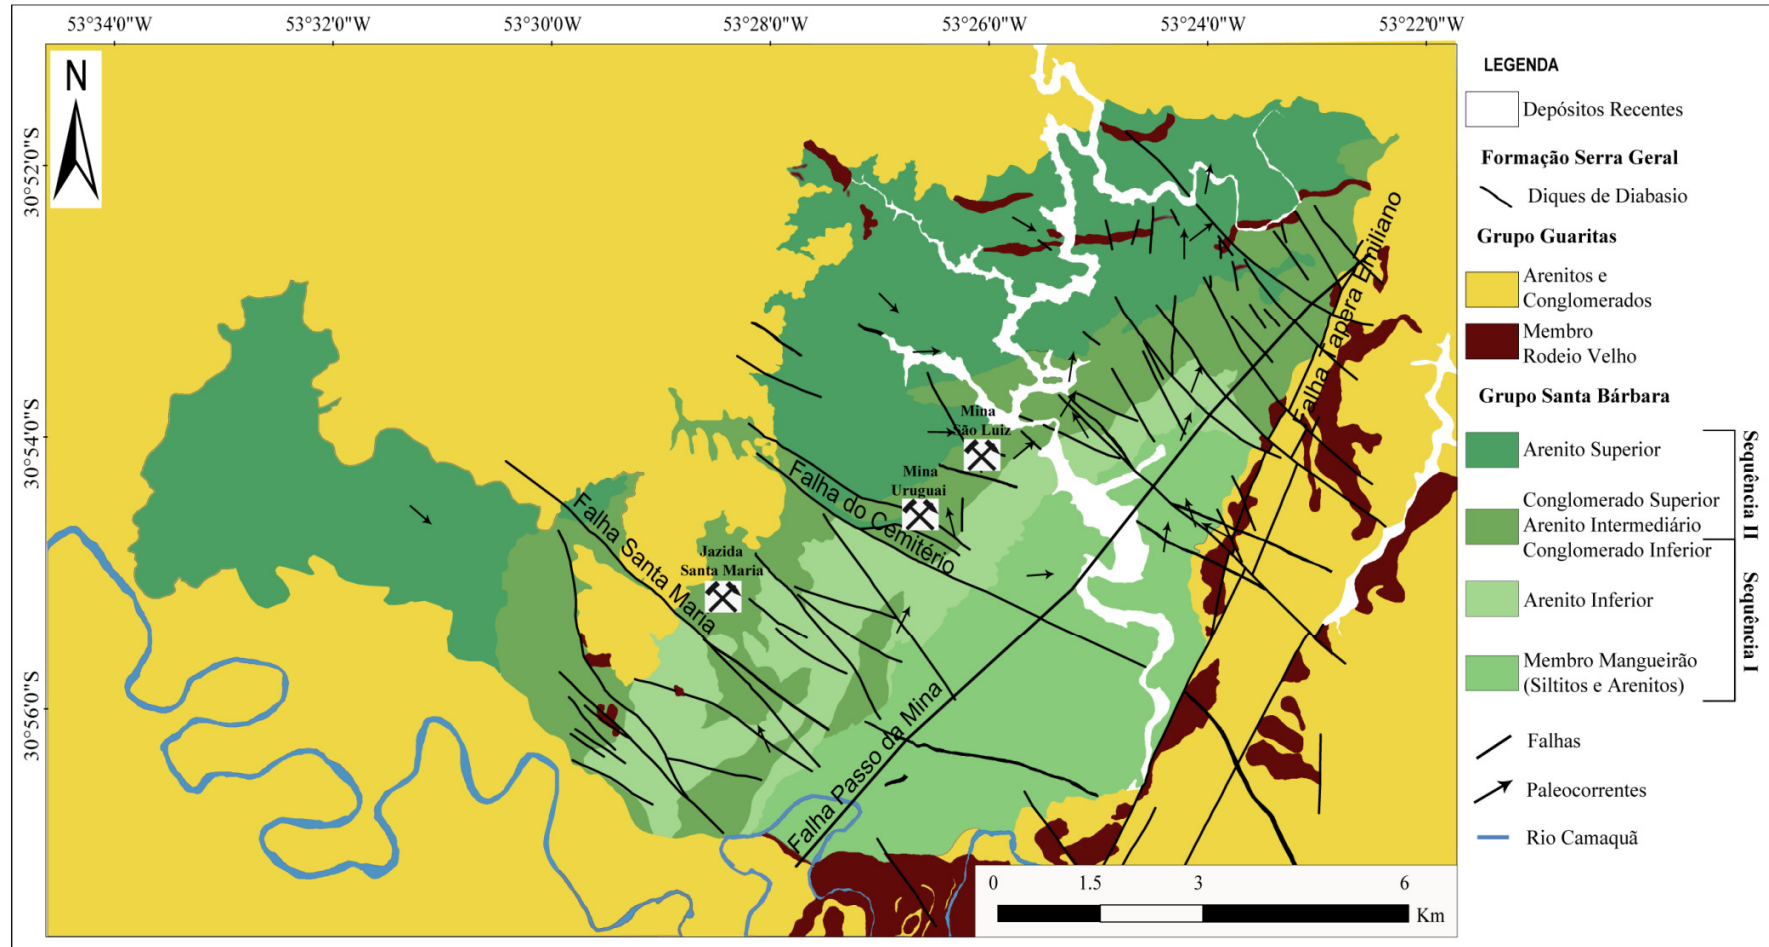 53°34'0"W 53°32'0"W 53°30'0"W 53°28'0"W 53°26'0"W 53°24'0"W 53°22'0"W
N
30°52'0"S
30°54'0"S
30°56'0"S
Falha Tapera Emiliano
Mina
São Luiz
Mina
Uruguai
Falha do Cemitério
Jazida
Santa Maria
Falha Santa Maria
Falha Passo da Mina
0 1.5 3 6
Km
LEGENDA
Depósitos Recentes
Formação Serra Geral
Diques de Diabasio
Grupo Guaritas
Arenitos e
Conglomerados
Membro
Rodeio Velho
Grupo Santa Bárbara
Arenito Superior
Conglomerado Superior
Arenito Intermediário
Conglomerado Inferior
Arenito Inferior
Membro Mangueirão
(Siltitos e Arenitos)
Sequência II
Sequência I
Falhas
Paleocorrentes
Rio Camaquã